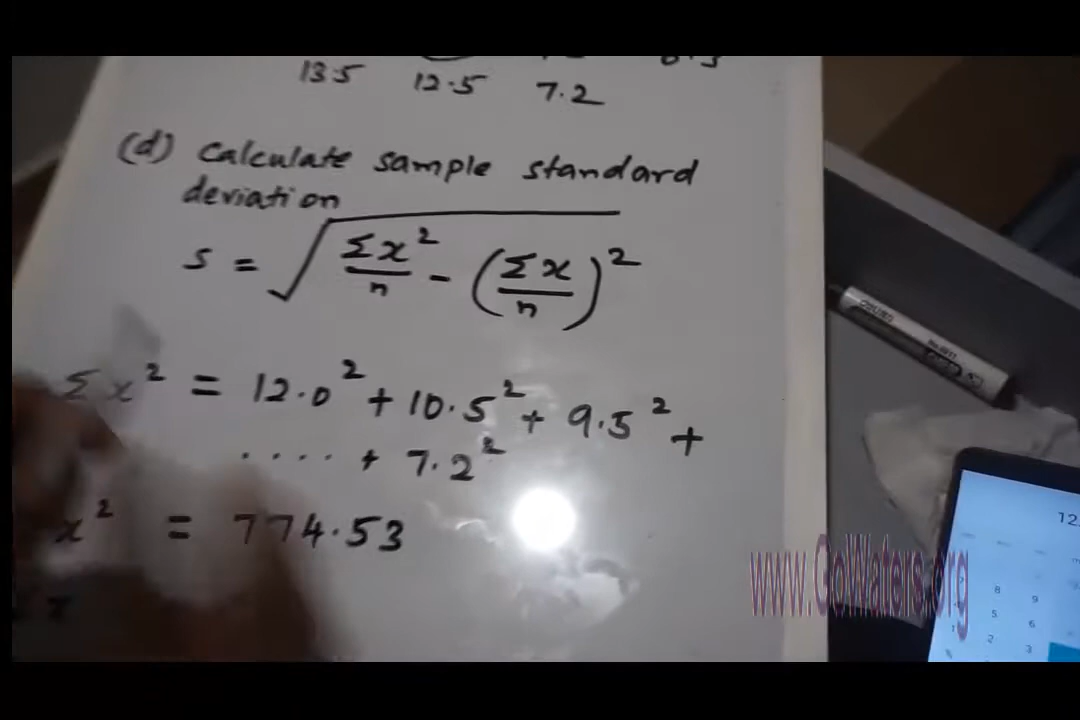 13.5 12.5 7.2
(d) Calculate sample standard
deviation
s = √ Σx²/n - (Σx/n)²
Σx² = 12.0² + 10.5² + 9.5² +
.... + 7.2²
x² = 774.53
www.GoWaters.org